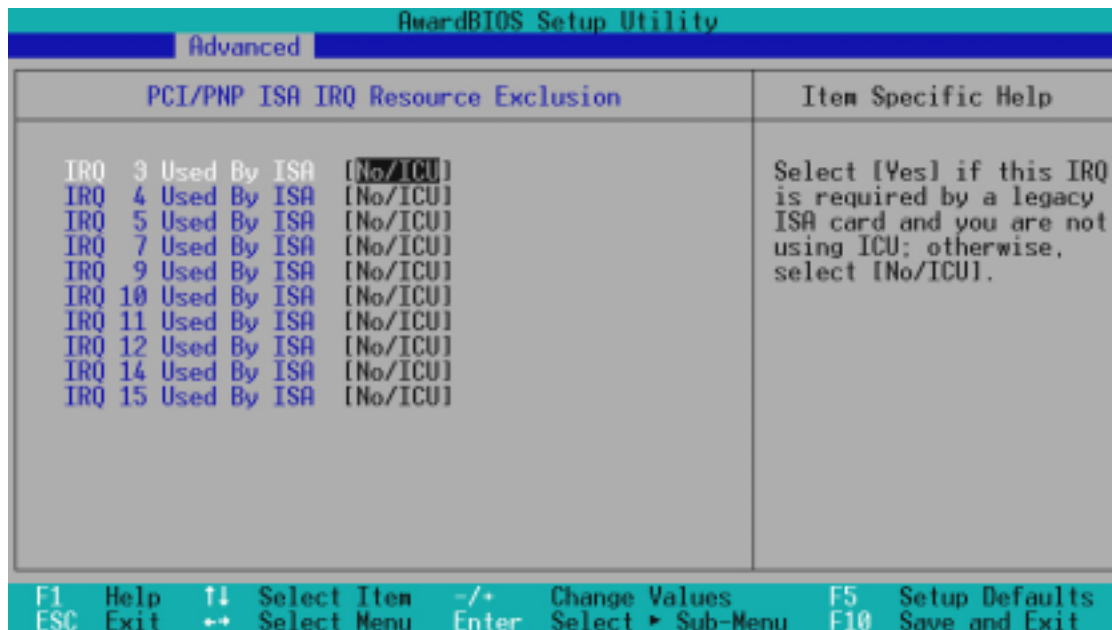 AwardBIOS Setup Utility
Advanced
PCI/PNP ISA IRQ Resource Exclusion
Item Specific Help
IRQ 3 Used By ISA [No/ICU]
IRQ 4 Used By ISA [No/ICU]
IRQ 5 Used By ISA [No/ICU]
IRQ 7 Used By ISA [No/ICU]
IRQ 9 Used By ISA [No/ICU]
IRQ 10 Used By ISA [No/ICU]
IRQ 11 Used By ISA [No/ICU]
IRQ 12 Used By ISA [No/ICU]
IRQ 14 Used By ISA [No/ICU]
IRQ 15 Used By ISA [No/ICU]
Select [Yes] if this IRQ
is required by a legacy
ISA card and you are not
using ICU; otherwise,
select [No/ICU].
F1 Help ↑↓ Select Item -/+ Change Values F5 Setup Defaults
ESC Exit ←→ Select Menu Enter Select ► Sub-Menu F10 Save and Exit